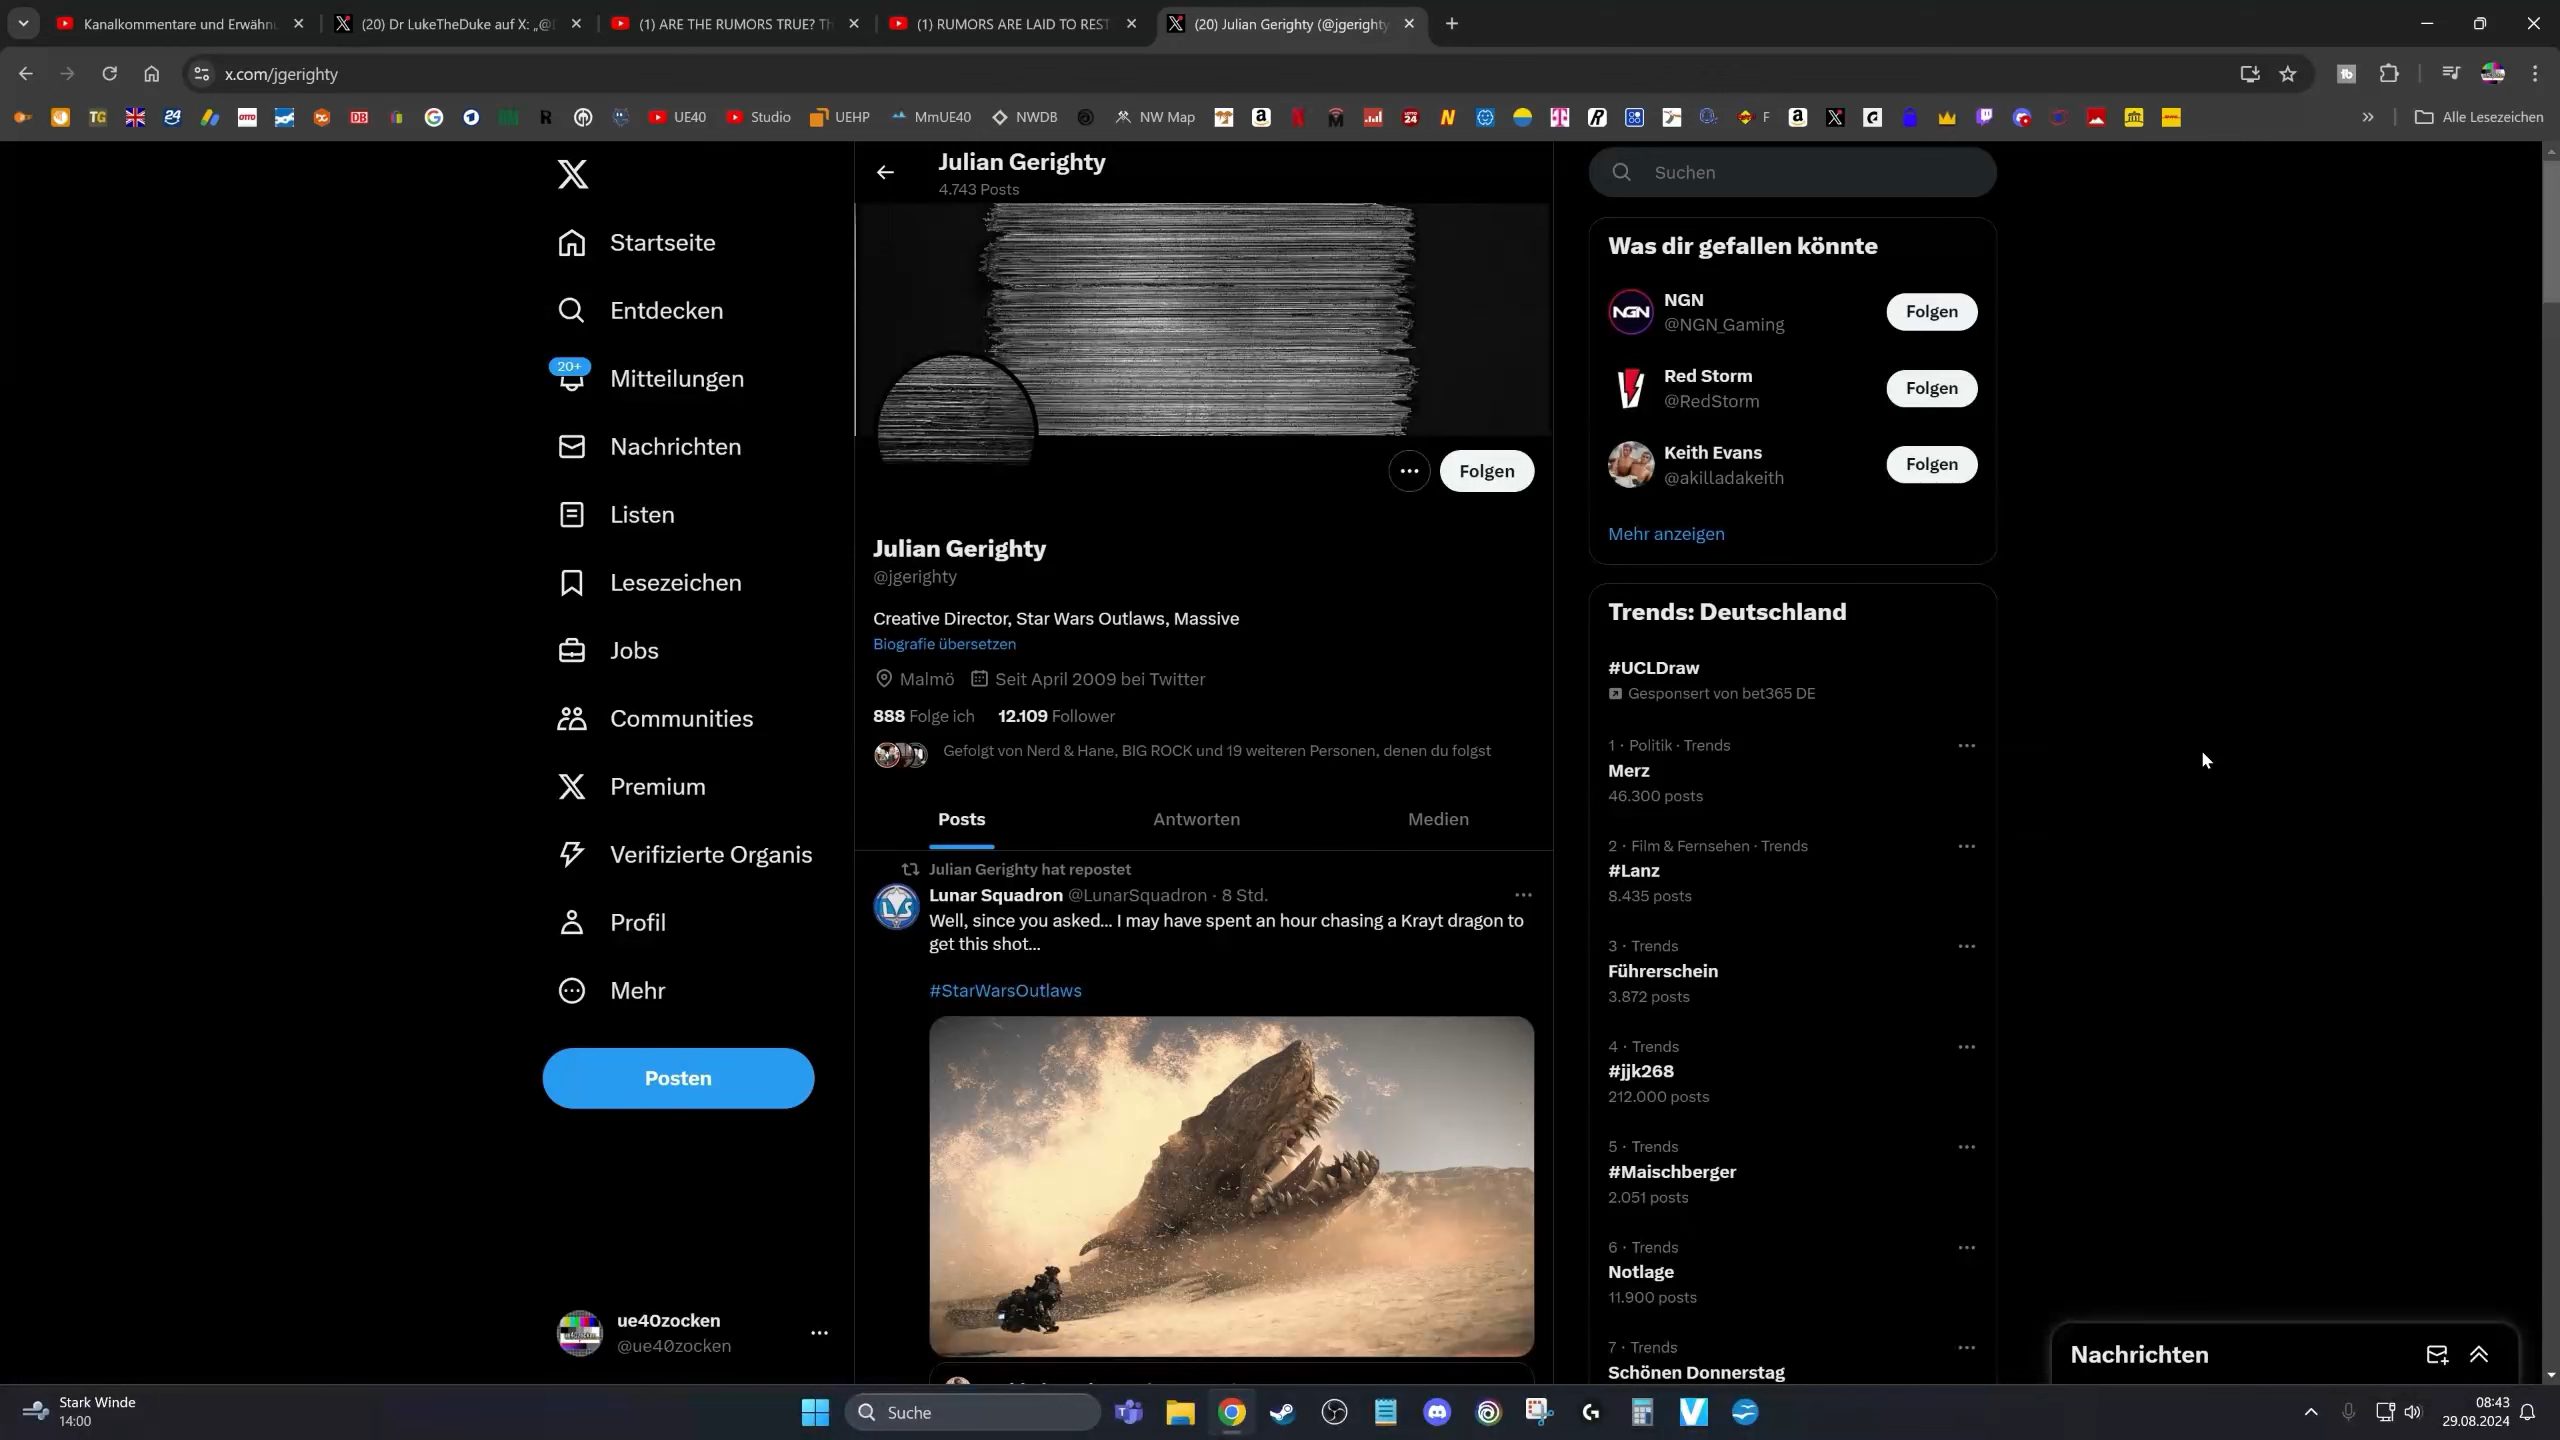 Kanalkommentare und Erwähnu
(20) Dr LukeTheDuke auf X: „@
(1) ARE THE RUMORS TRUE? Th
(1) RUMORS ARE LAID TO REST
(20) Julian Gerighty (@jgerighty
x.com/jgerighty
TG
24
OTTO
DB
R
UE40
Studio
UEHP
MmUE40
NWDB
NW Map
F
Alle Lesezeichen
Julian Gerighty
4.743 Posts
Suchen
Startseite
Entdecken
20+
Mitteilungen
Nachrichten
Listen
Lesezeichen
Jobs
Communities
Premium
Verifizierte Organis
Profil
Mehr
Posten
ue40zocken
@ue40zocken
Folgen
Julian Gerighty
@jgerighty
Creative Director, Star Wars Outlaws, Massive
Biografie übersetzen
Malmö Seit April 2009 bei Twitter
888 Folge ich 12.109 Follower
Gefolgt von Nerd & Hane, BIG ROCK und 19 weiteren Personen, denen du folgst
Posts Antworten Medien
Julian Gerighty hat repostet
Lunar Squadron @LunarSquadron · 8 Std.
Well, since you asked... I may have spent an hour chasing a Krayt dragon to
get this shot...
#StarWarsOutlaws
Was dir gefallen könnte
NGN
NGN
@NGN_Gaming
Folgen
Red Storm
@RedStorm
Folgen
Keith Evans
@akilladakeith
Folgen
Mehr anzeigen
Trends: Deutschland
#UCLDraw
Gesponsert von bet365 DE
1 · Politik · Trends
Merz
46.300 posts
2 · Film & Fernsehen · Trends
#Lanz
8.435 posts
3 · Trends
Führerschein
3.872 posts
4 · Trends
#jjk268
212.000 posts
5 · Trends
#Maischberger
2.051 posts
6 · Trends
Notlage
11.900 posts
7 · Trends
Schönen Donnerstag
Nachrichten
Stark Winde
14:00
Suche
08:43
29.08.2024